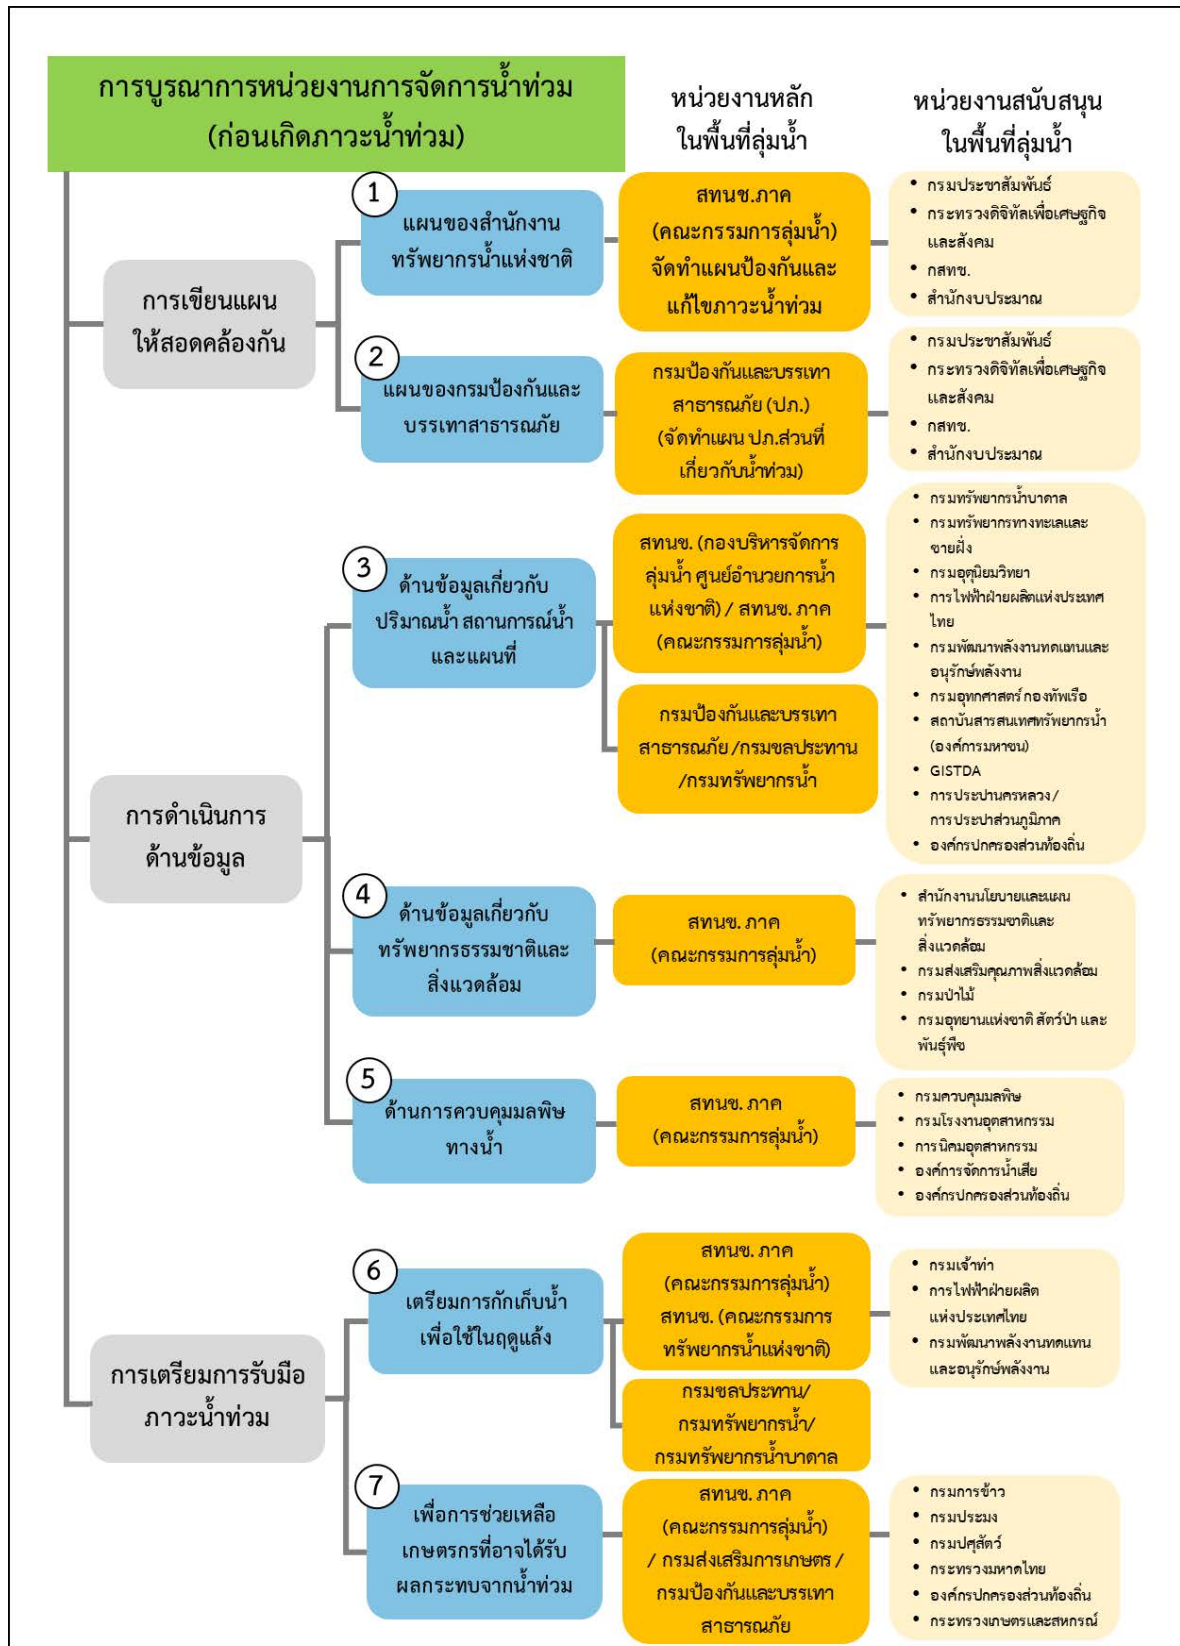 การบูรณาการหน่วยงานการจัดการน้ำท่วม
(ก่อนเกิดภาวะน้ำท่วม)
หน่วยงานหลัก
ในพื้นที่ลุ่มน้ำ
หน่วยงานสนับสนุน
ในพื้นที่ลุ่มน้ำ
การเขียนแผน
ให้สอดคล้องกัน
1
แผนของสำนักงาน
ทรัพยากรน้ำแห่งชาติ
สทนช.ภาค
(คณะกรรมการลุ่มน้ำ)
จัดทำแผนป้องกันและ
แก้ไขภาวะน้ำท่วม
• กรมประชาสัมพันธ์
• กระทรวงดิจิทัลเพื่อเศรษฐกิจ
และสังคม
• กสทช.
• สำนักงบประมาณ
2
แผนของกรมป้องกันและ
บรรเทาสาธารณภัย
กรมป้องกันและบรรเทา
สาธารณภัย (ปภ.)
(จัดทำแผน ปภ.ส่วนที่
เกี่ยวกับน้ำท่วม)
• กรมประชาสัมพันธ์
• กระทรวงดิจิทัลเพื่อเศรษฐกิจ
และสังคม
• กสทช.
• สำนักงบประมาณ
การดำเนินการ
ด้านข้อมูล
3
ด้านข้อมูลเกี่ยวกับ
ปริมาณน้ำ สถานการณ์น้ำ
และแผนที่
สทนช. (กองบริหารจัดการ
ลุ่มน้ำ ศูนย์อำนวยการน้ำ
แห่งชาติ) / สทนช. ภาค
(คณะกรรมการลุ่มน้ำ)
กรมป้องกันและบรรเทา
สาธารณภัย /กรมชลประทาน
/กรมทรัพยากรน้ำ
• กรมทรัพยากรน้ำบาดาล
• กรมทรัพยากรทางทะเลและ
ชายฝั่ง
• กรมอุตุนิยมวิทยา
• การไฟฟ้าฝ่ายผลิตแห่งประเทศ
ไทย
• กรมพัฒนาพลังงานทดแทนและ
อนุรักษ์พลังงาน
• กรมอุทกศาสตร์ กองทัพเรือ
• สถาบันสารสนเทศทรัพยากรน้ำ
(องค์การมหาชน)
• GISTDA
• การประปานครหลวง /
การประปาส่วนภูมิภาค
• องค์กรปกครองส่วนท้องถิ่น
4
ด้านข้อมูลเกี่ยวกับ
ทรัพยากรธรรมชาติและ
สิ่งแวดล้อม
สทนช. ภาค
(คณะกรรมการลุ่มน้ำ)
• สำนักงานนโยบายและแผน
ทรัพยากรธรรมชาติและ
สิ่งแวดล้อม
• กรมส่งเสริมคุณภาพสิ่งแวดล้อม
• กรมป่าไม้
• กรมอุทยานแห่งชาติ สัตว์ป่า และ
พันธุ์พืช
5
ด้านการควบคุมมลพิษ
ทางน้ำ
สทนช. ภาค
(คณะกรรมการลุ่มน้ำ)
• กรมควบคุมมลพิษ
• กรมโรงงานอุตสาหกรรม
• การนิคมอุตสาหกรรม
• องค์การจัดการน้ำเสีย
• องค์กรปกครองส่วนท้องถิ่น
การเตรียมการรับมือ
ภาวะน้ำท่วม
6
เตรียมการกักเก็บน้ำ
เพื่อใช้ในฤดูแล้ง
สทนช. ภาค
(คณะกรรมการลุ่มน้ำ)
สทนช. (คณะกรรมการ
ทรัพยากรน้ำแห่งชาติ)
กรมชลประทาน/
กรมทรัพยากรน้ำ/
กรมทรัพยากรน้ำบาดาล
• กรมเจ้าท่า
• การไฟฟ้าฝ่ายผลิต
แห่งประเทศไทย
• กรมพัฒนาพลังงานทดแทน
และอนุรักษ์พลังงาน
7
เพื่อการช่วยเหลือ
เกษตรกรที่อาจได้รับ
ผลกระทบจากน้ำท่วม
สทนช. ภาค
(คณะกรรมการลุ่มน้ำ)
/ กรมส่งเสริมการเกษตร /
กรมป้องกันและบรรเทา
สาธารณภัย
• กรมการข้าว
• กรมประมง
• กรมปศุสัตว์
• กระทรวงมหาดไทย
• องค์กรปกครองส่วนท้องถิ่น
• กระทรวงเกษตรและสหกรณ์